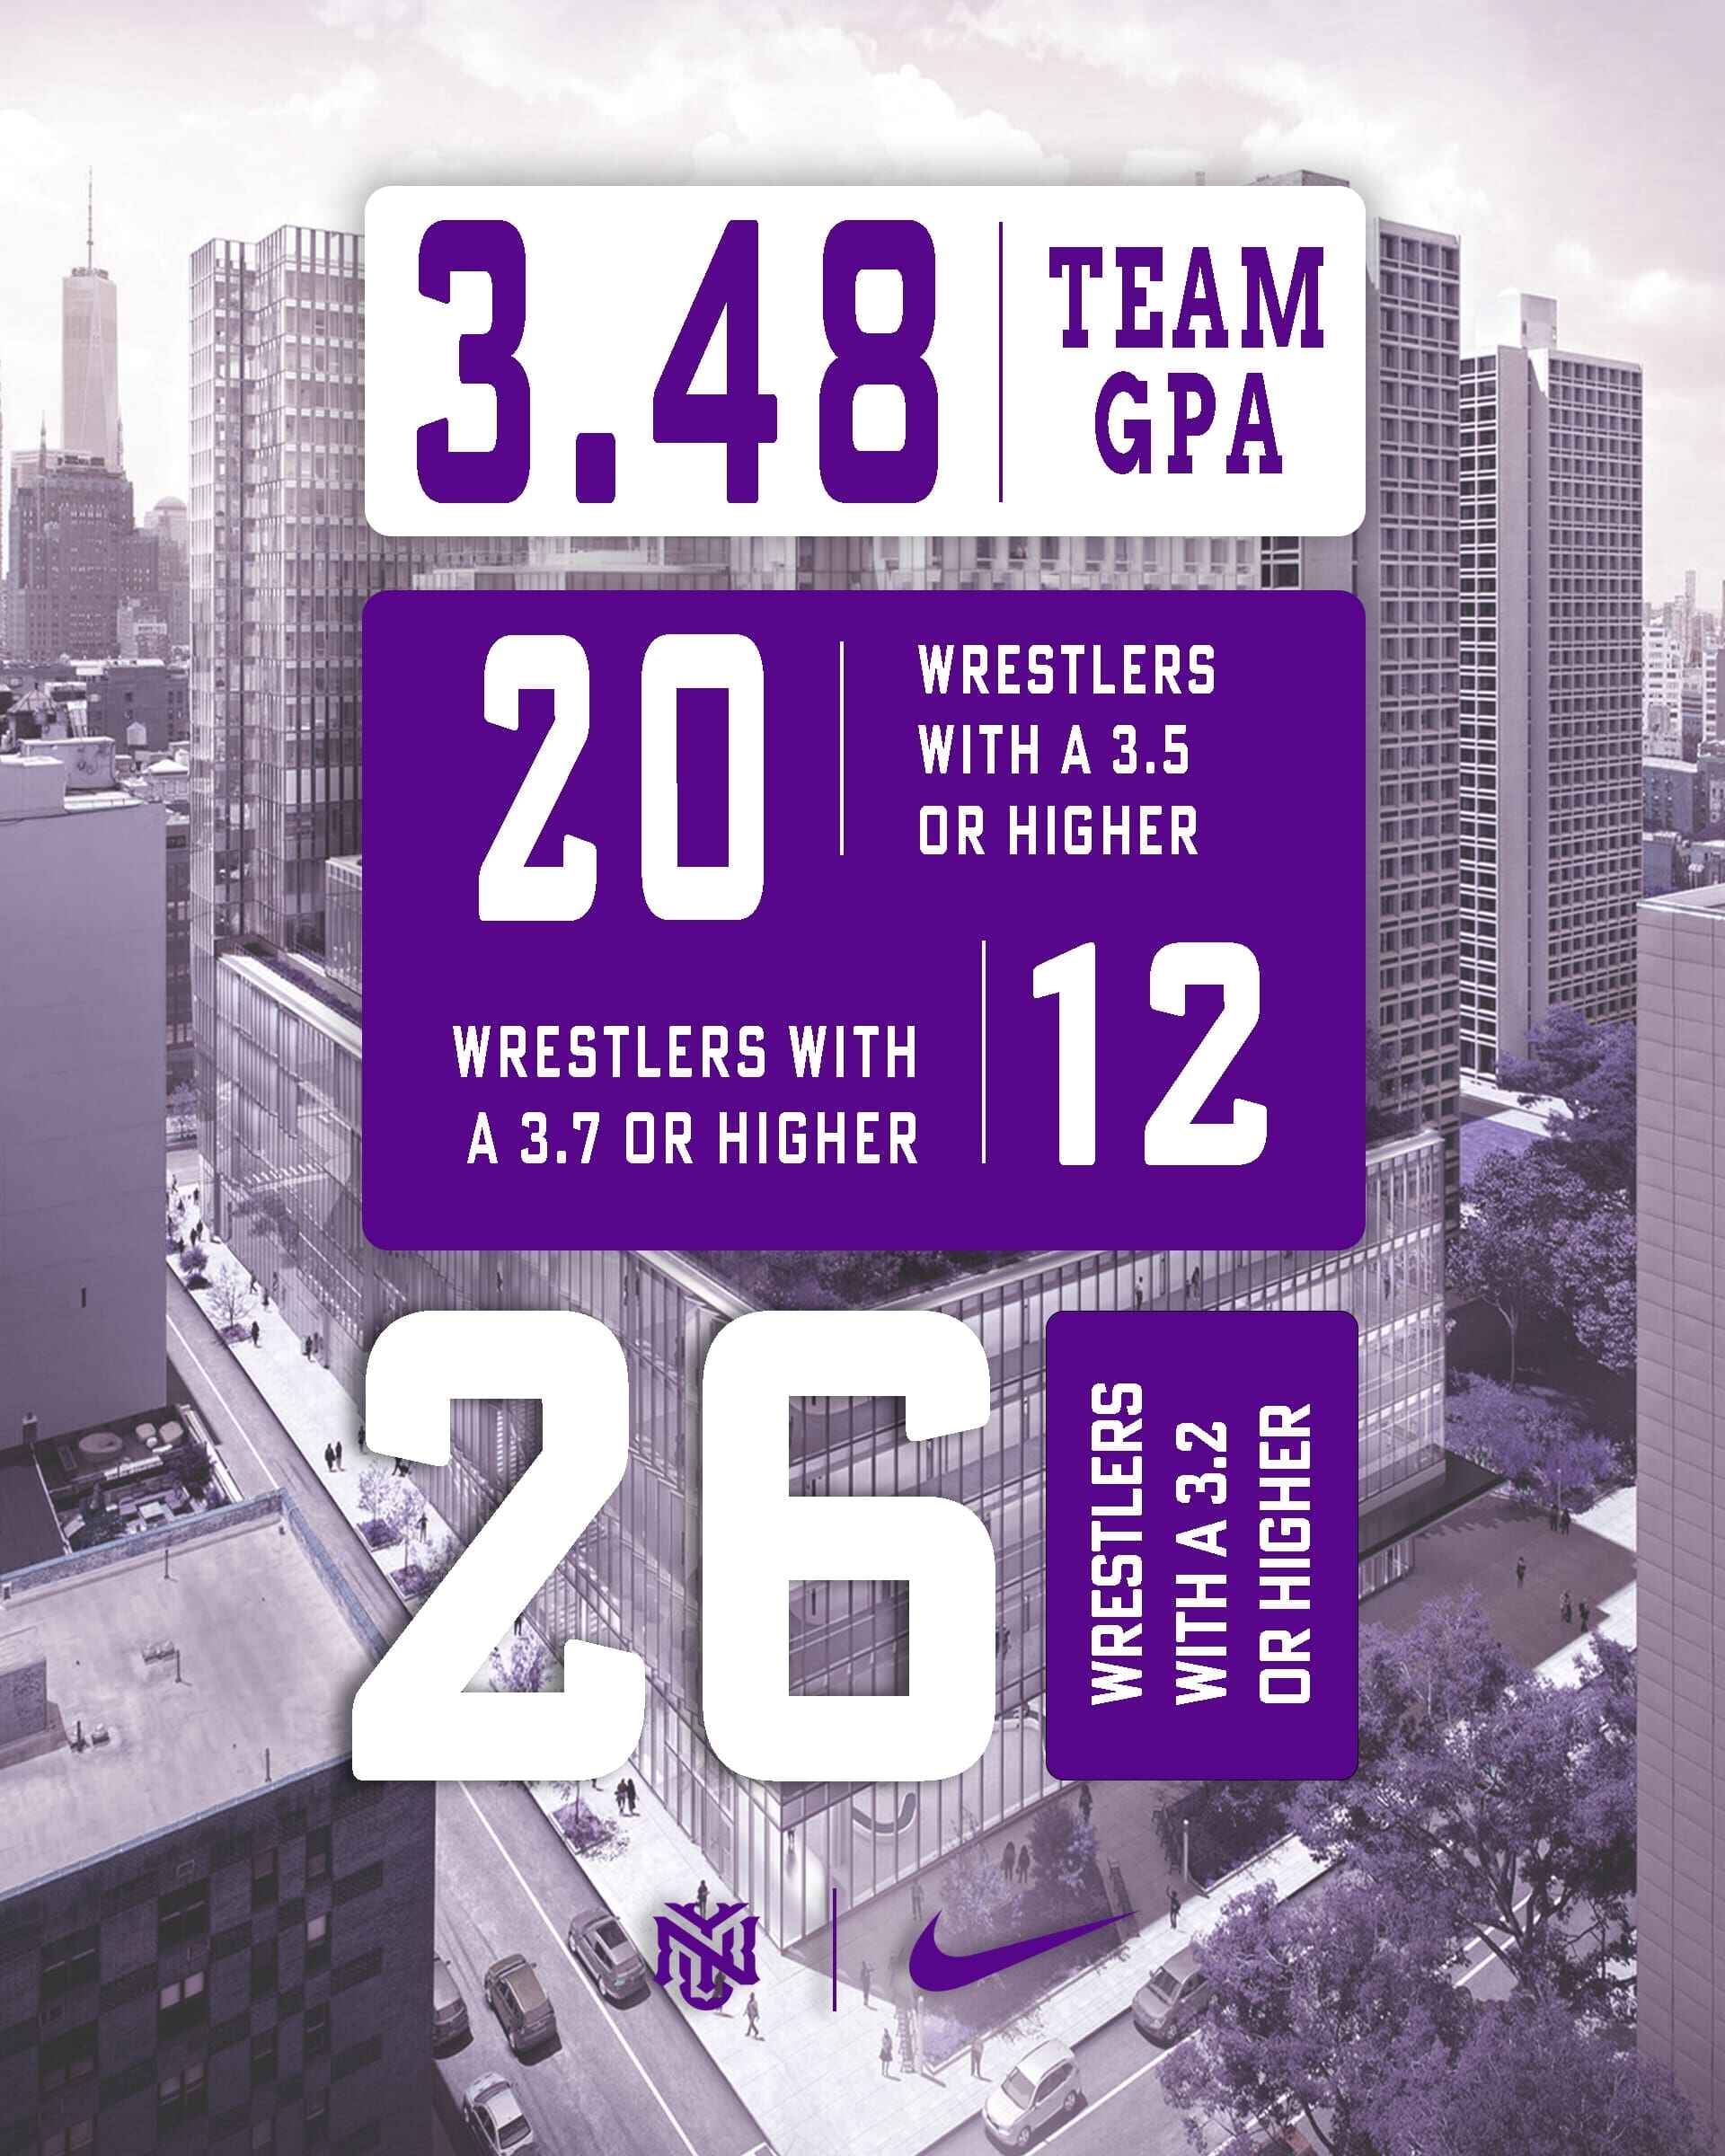 3.48
TEAM
GPA
20
WRESTLERS
WITH A 3.5
OR HIGHER
WRESTLERS WITH
A 3.7 OR HIGHER
12
26
WRESTLERS
WITH A 3.2
OR HIGHER
NYU